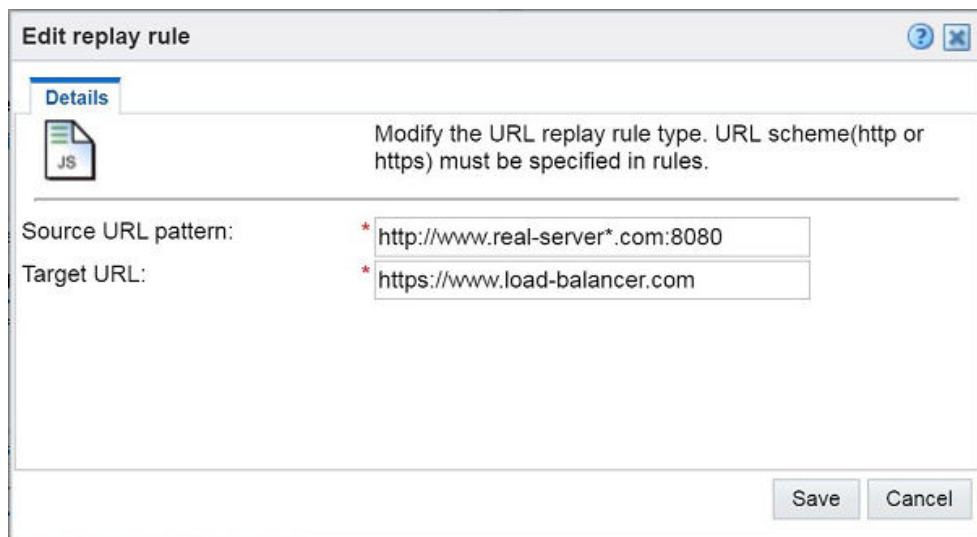 Edit replay rule
?
Details
JS
Modify the URL replay rule type. URL scheme(http or
https) must be specified in rules.
Source URL pattern: * http://www.real-server*.com:8080
Target URL: * https://www.load-balancer.com
Save Cancel